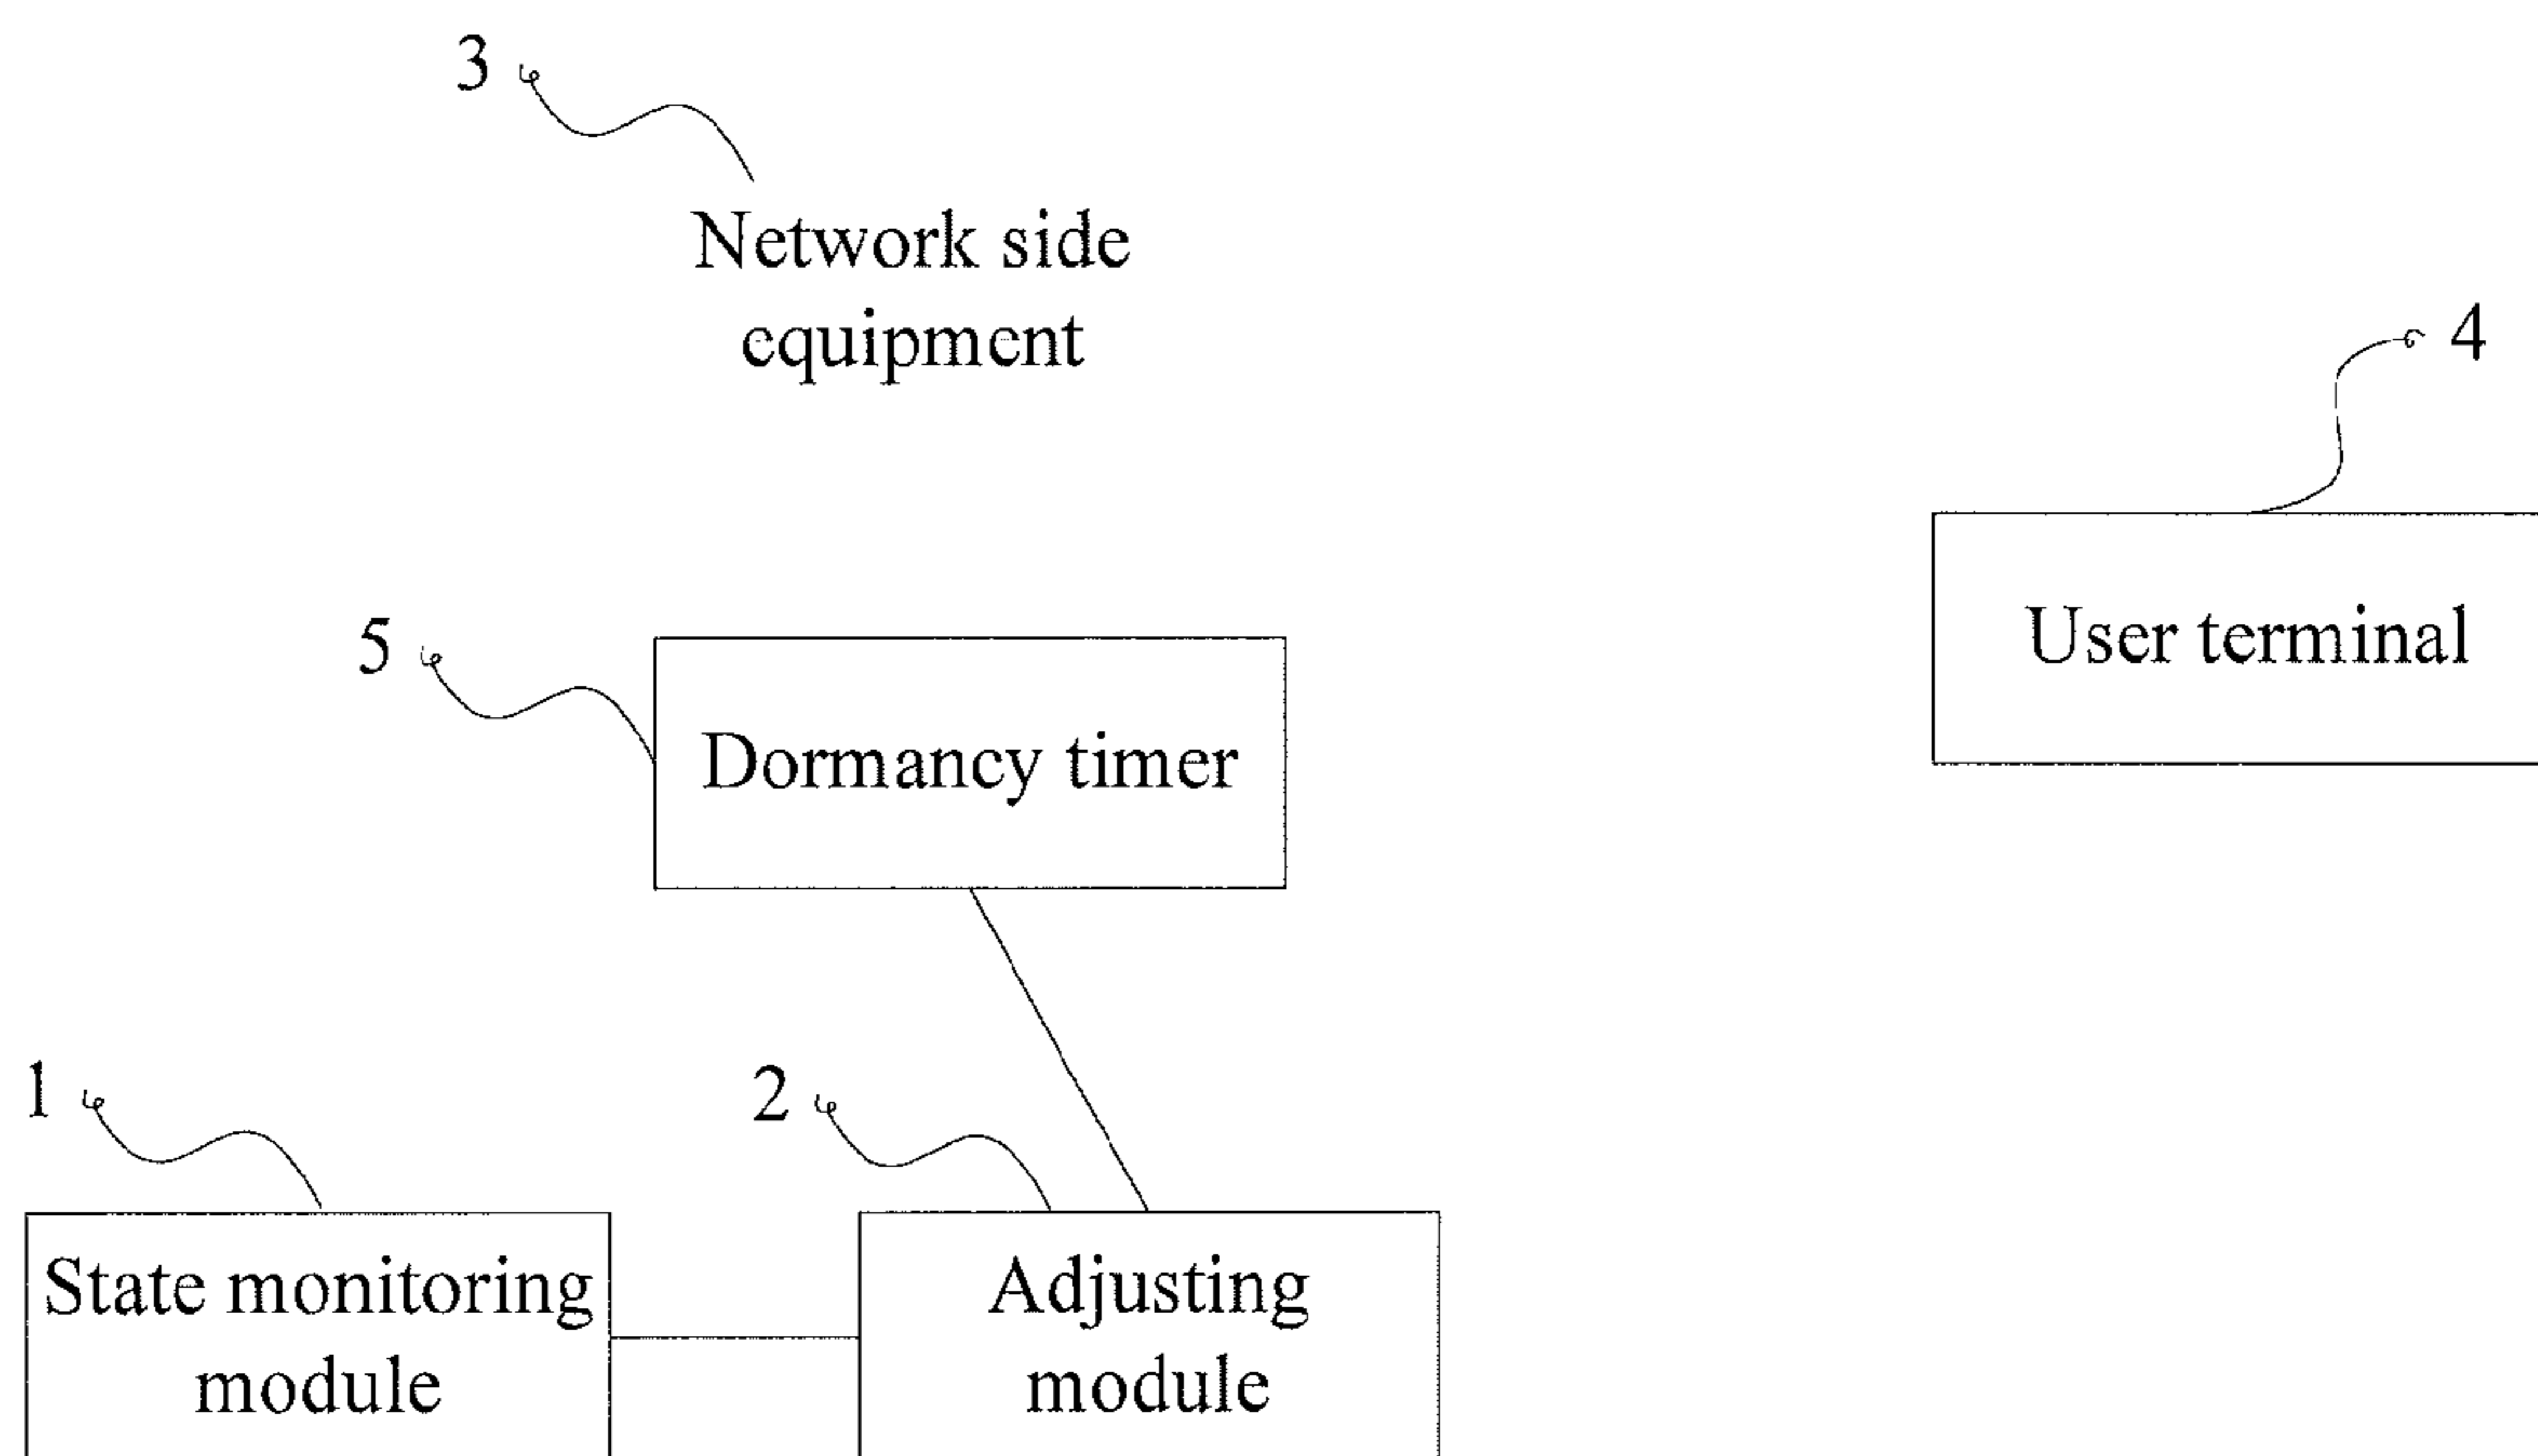 3
Network side
equipment
4
User terminal
5
Dormancy timer
1
2
State monitoring
module
Adjusting
module